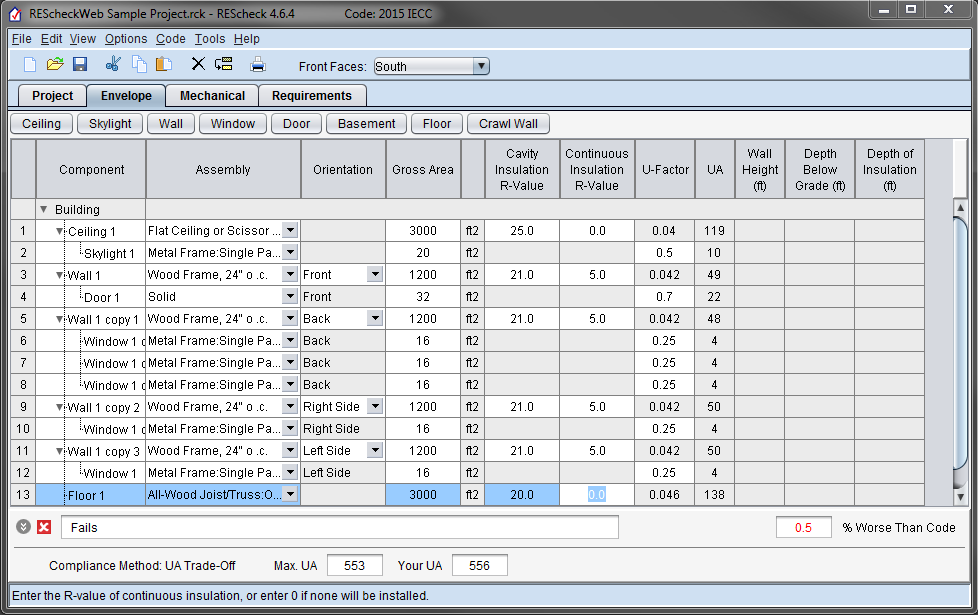 REScheckWeb Sample Project.rck - REScheck 4.6.4 Code: 2015 IECC
File Edit View Options Code Tools Help
Front Faces: South
Project Envelope Mechanical Requirements
Ceiling Skylight Wall Window Door Basement Floor Crawl Wall
Component Assembly Orientation Gross Area Cavity Insulation R-Value Continuous Insulation R-Value U-Factor UA Wall Height (ft) Depth Below Grade (ft) Depth of Insulation (ft)
Building
1 Ceiling 1 Flat Ceiling or Scissor ... 3000 ft2 25.0 0.0 0.04 119
2 Skylight 1 Metal Frame:Single Pa... 20 ft2 0.5 10
3 Wall 1 Wood Frame, 24" o .c. Front 1200 ft2 21.0 5.0 0.042 49
4 Door 1 Solid Front 32 ft2 0.7 22
5 Wall 1 copy 1 Wood Frame, 24" o .c. Back 1200 ft2 21.0 5.0 0.042 48
6 Window 1 c Metal Frame:Single Pa... Back 16 ft2 0.25 4
7 Window 1 c Metal Frame:Single Pa... Back 16 ft2 0.25 4
8 Window 1 c Metal Frame:Single Pa... Back 16 ft2 0.25 4
9 Wall 1 copy 2 Wood Frame, 24" o .c. Right Side 1200 ft2 21.0 5.0 0.042 50
10 Window 1 c Metal Frame:Single Pa... Right Side 16 ft2 0.25 4
11 Wall 1 copy 3 Wood Frame, 24" o .c. Left Side 1200 ft2 21.0 5.0 0.042 50
12 Window 1 Metal Frame:Single Pa... Left Side 16 ft2 0.25 4
13 Floor 1 All-Wood Joist/Truss:O... 3000 ft2 20.0 0.0 0.046 138
Fails 0.5 % Worse Than Code
Compliance Method: UA Trade-Off Max. UA 553 Your UA 556
Enter the R-value of continuous insulation, or enter 0 if none will be installed.